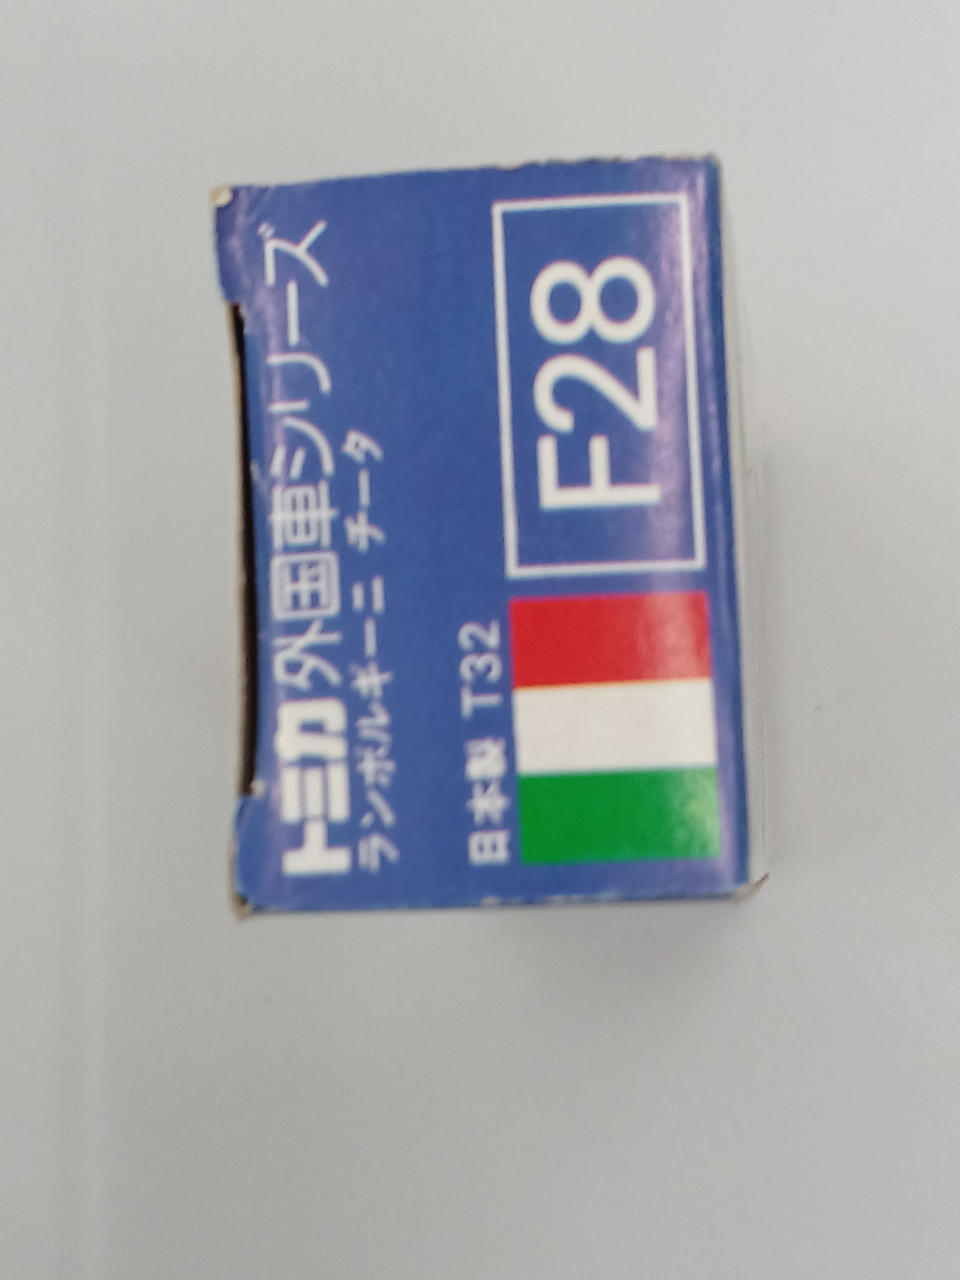 トミカ外国車シリーズ
ランボルギーニ チータ
日本製 T32
F28